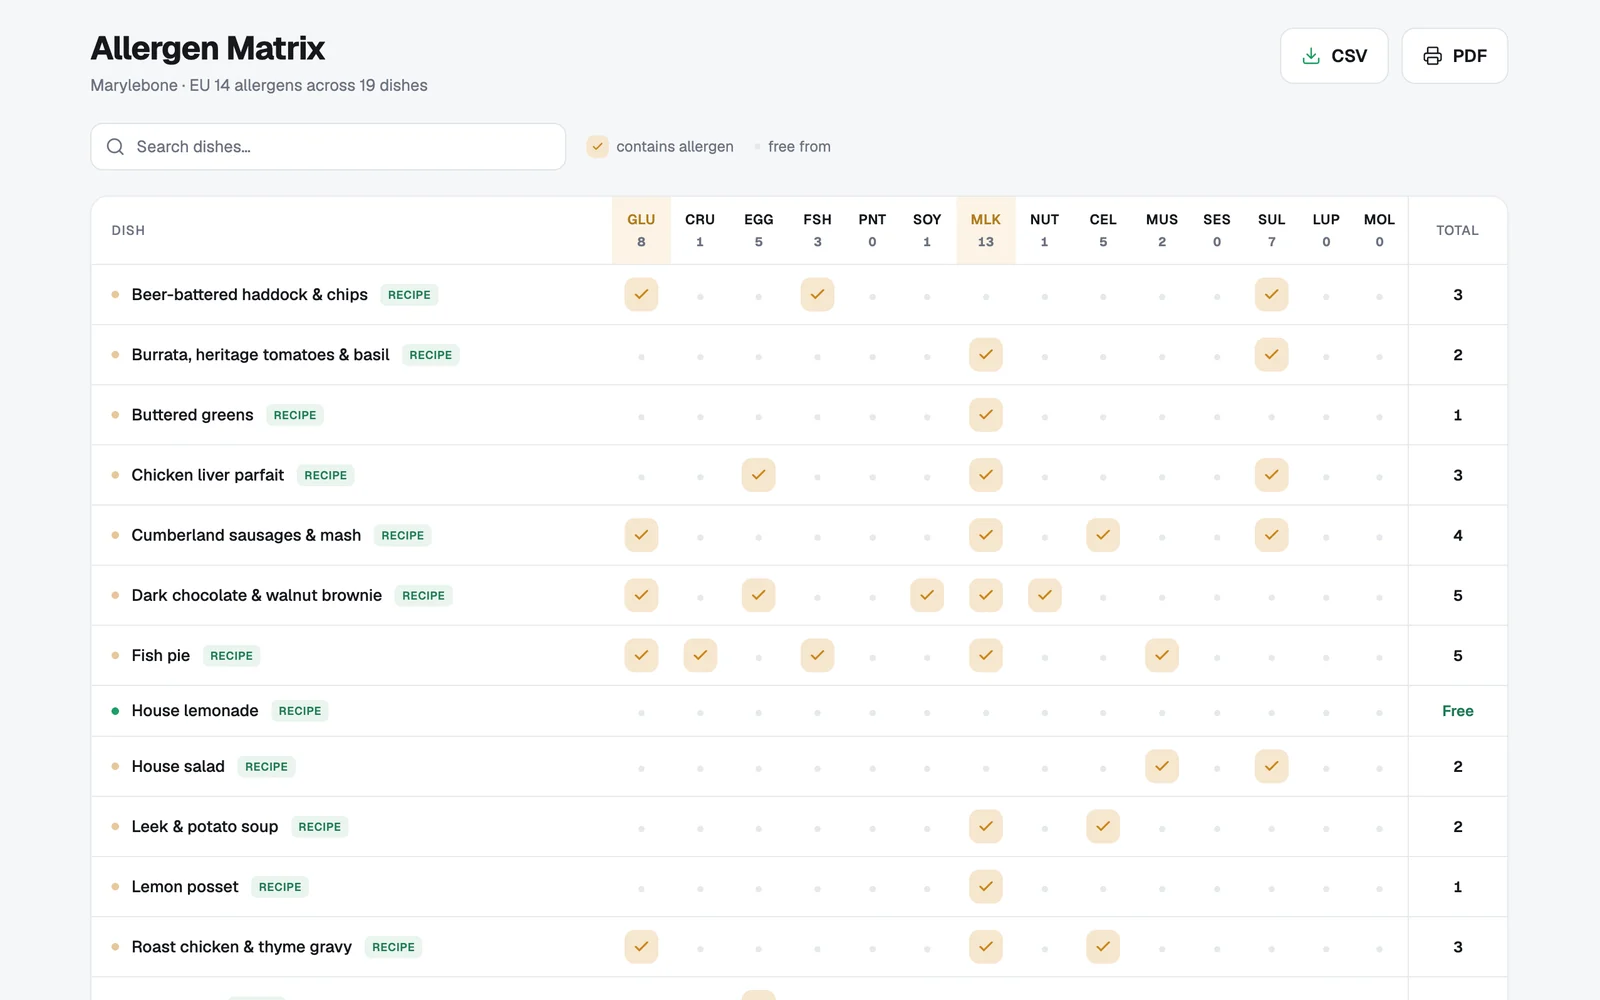 Allergen Matrix
Marylebone · EU 14 allergens across 19 dishes
CSV
PDF
Search dishes...
contains allergen
free from
DISH GLU CRU EGG FSH PNT SOY MLK NUT CEL MUS SES SUL LUP MOL TOTAL
8 1 5 3 0 1 13 1 5 2 0 7 0 0
Beer-battered haddock & chips RECIPE 3
Burrata, heritage tomatoes & basil RECIPE 2
Buttered greens RECIPE 1
Chicken liver parfait RECIPE 3
Cumberland sausages & mash RECIPE 4
Dark chocolate & walnut brownie RECIPE 5
Fish pie RECIPE 5
House lemonade RECIPE Free
House salad RECIPE 2
Leek & potato soup RECIPE 2
Lemon posset RECIPE 1
Roast chicken & thyme gravy RECIPE 3